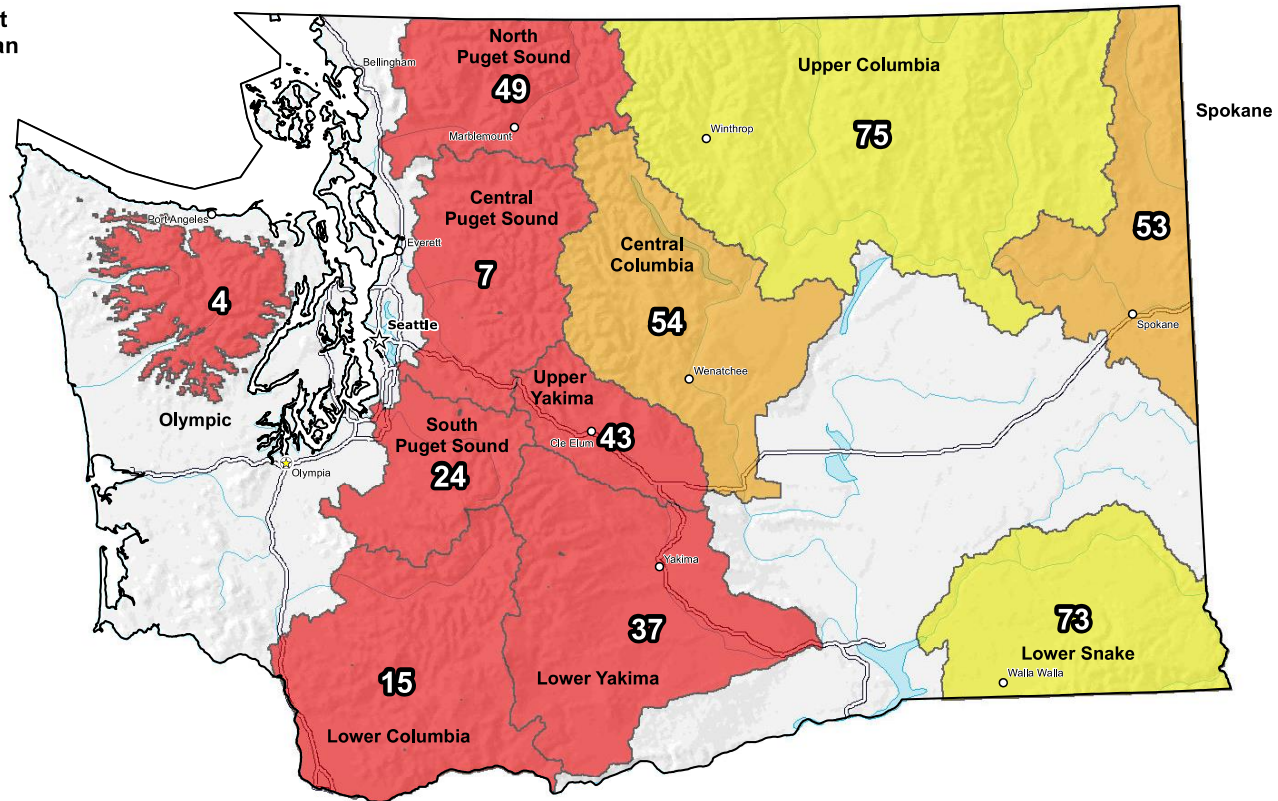 North
Puget Sound
49
Bellingham
Marblemount
Upper Columbia
75
Winthrop
Spokane
53
Spokane
Central
Puget Sound
7
Everett
Central
Columbia
54
Wenatchee
Port Angeles
4
Olympic
Seattle
Upper
Yakima
43
Cle Elum
South
Puget Sound
24
Olympia
Yakima
37
Lower Yakima
15
Lower Columbia
73
Lower Snake
Walla Walla